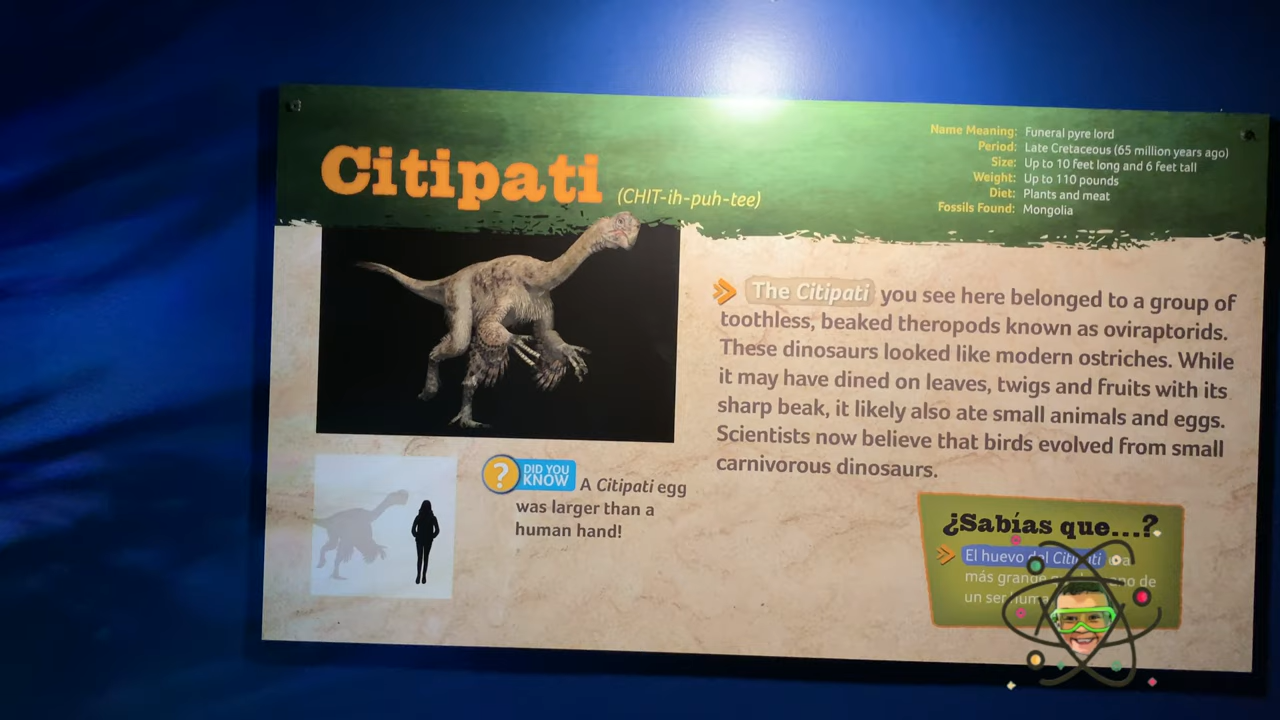 Citipati (CHIT-ih-puh-tee)
Name Meaning: Funeral pyre lord
Period: Late Cretaceous (65 million years ago)
Size: Up to 10 feet long and 6 feet tall
Weight: Up to 110 pounds
Diet: Plants and meat
Fossils Found: Mongolia
The Citipati you see here belonged to a group of
toothless, beaked theropods known as oviraptorids.
These dinosaurs looked like modern ostriches. While
it may have dined on leaves, twigs and fruits with its
sharp beak, it likely also ate small animals and eggs.
Scientists now believe that birds evolved from small
carnivorous dinosaurs.
? DID YOU
KNOW A Citipati egg
was larger than a
human hand!
¿Sabías que...?
El huevo del Citipati
más grande de
un ser